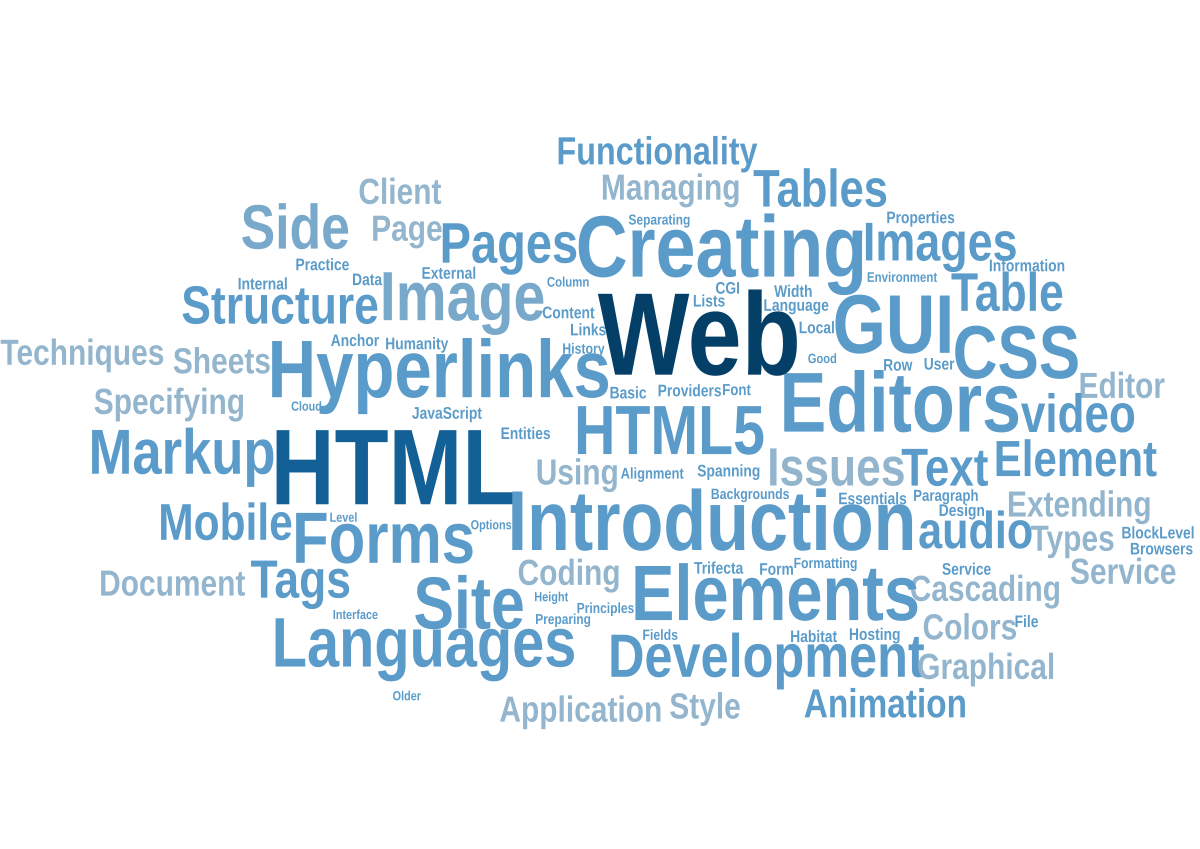 Functionality
Client
Managing
Tables
Side
Page
Separating
Properties
Pages
Creating
Images
Practice
Information
Internal
Data
External
Column
Environment
Structure
Image
CGI
Width
Table
Lists
Language
Content
Web
Local
GUI
Links
Techniques
Sheets
Anchor
Humanity
History
Good
CSS
Hyperlinks
Row
User
Specifying
Cloud
Basic
Providers
Font
Editors
Editor
JavaScript
video
Markup
HTML
Entities
HTML5
Using
Alignment
Spanning
Issues
Text
Element
Backgrounds
Essentials
Paragraph
Extending
Mobile
Level
Design
Forms
Options
Introduction
audio
Types
BlockLevel
Browsers
Document
Tags
Coding
Trifecta
Form
Formatting
Service
Service
Site
Height
Elements
Cascading
Interface
Principles
Preparing
Colors
File
Languages
Fields
Habitat
Hosting
Development
Graphical
Older
Application
Style
Animation